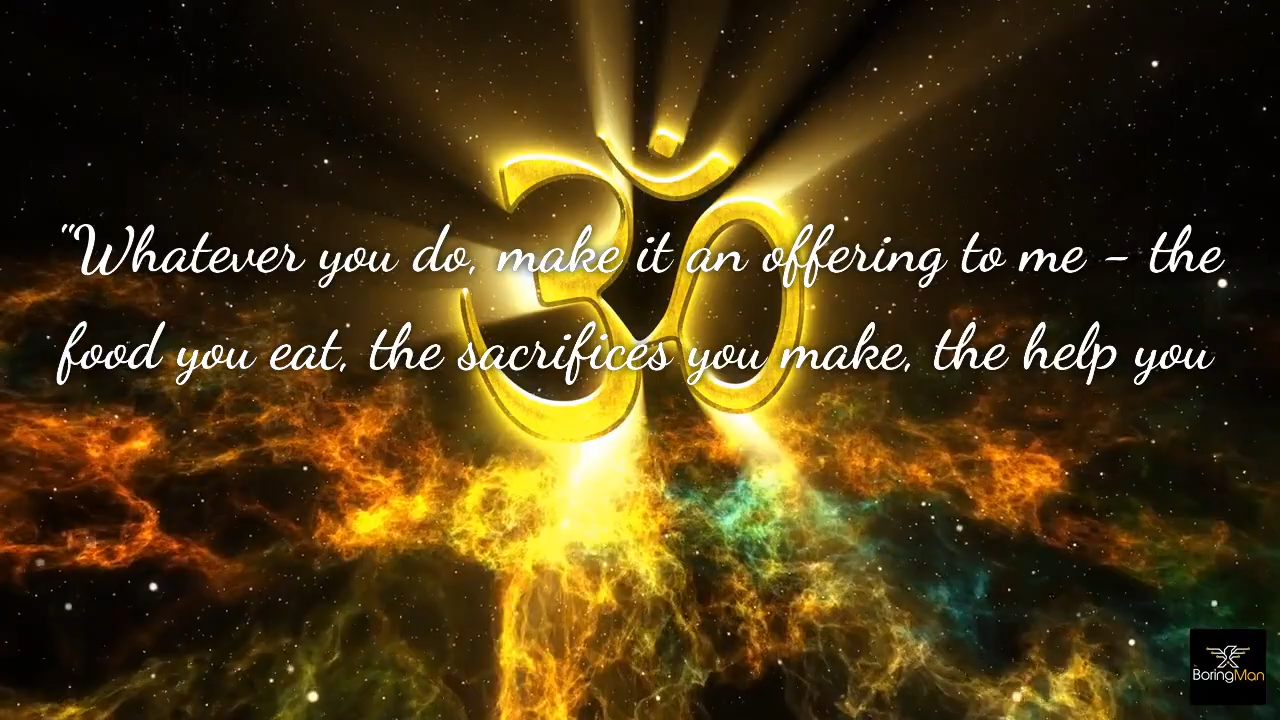 "Whatever you do, make it an offering to me - the
food you eat, the sacrifices you make, the help you
ॐ
BoringMan